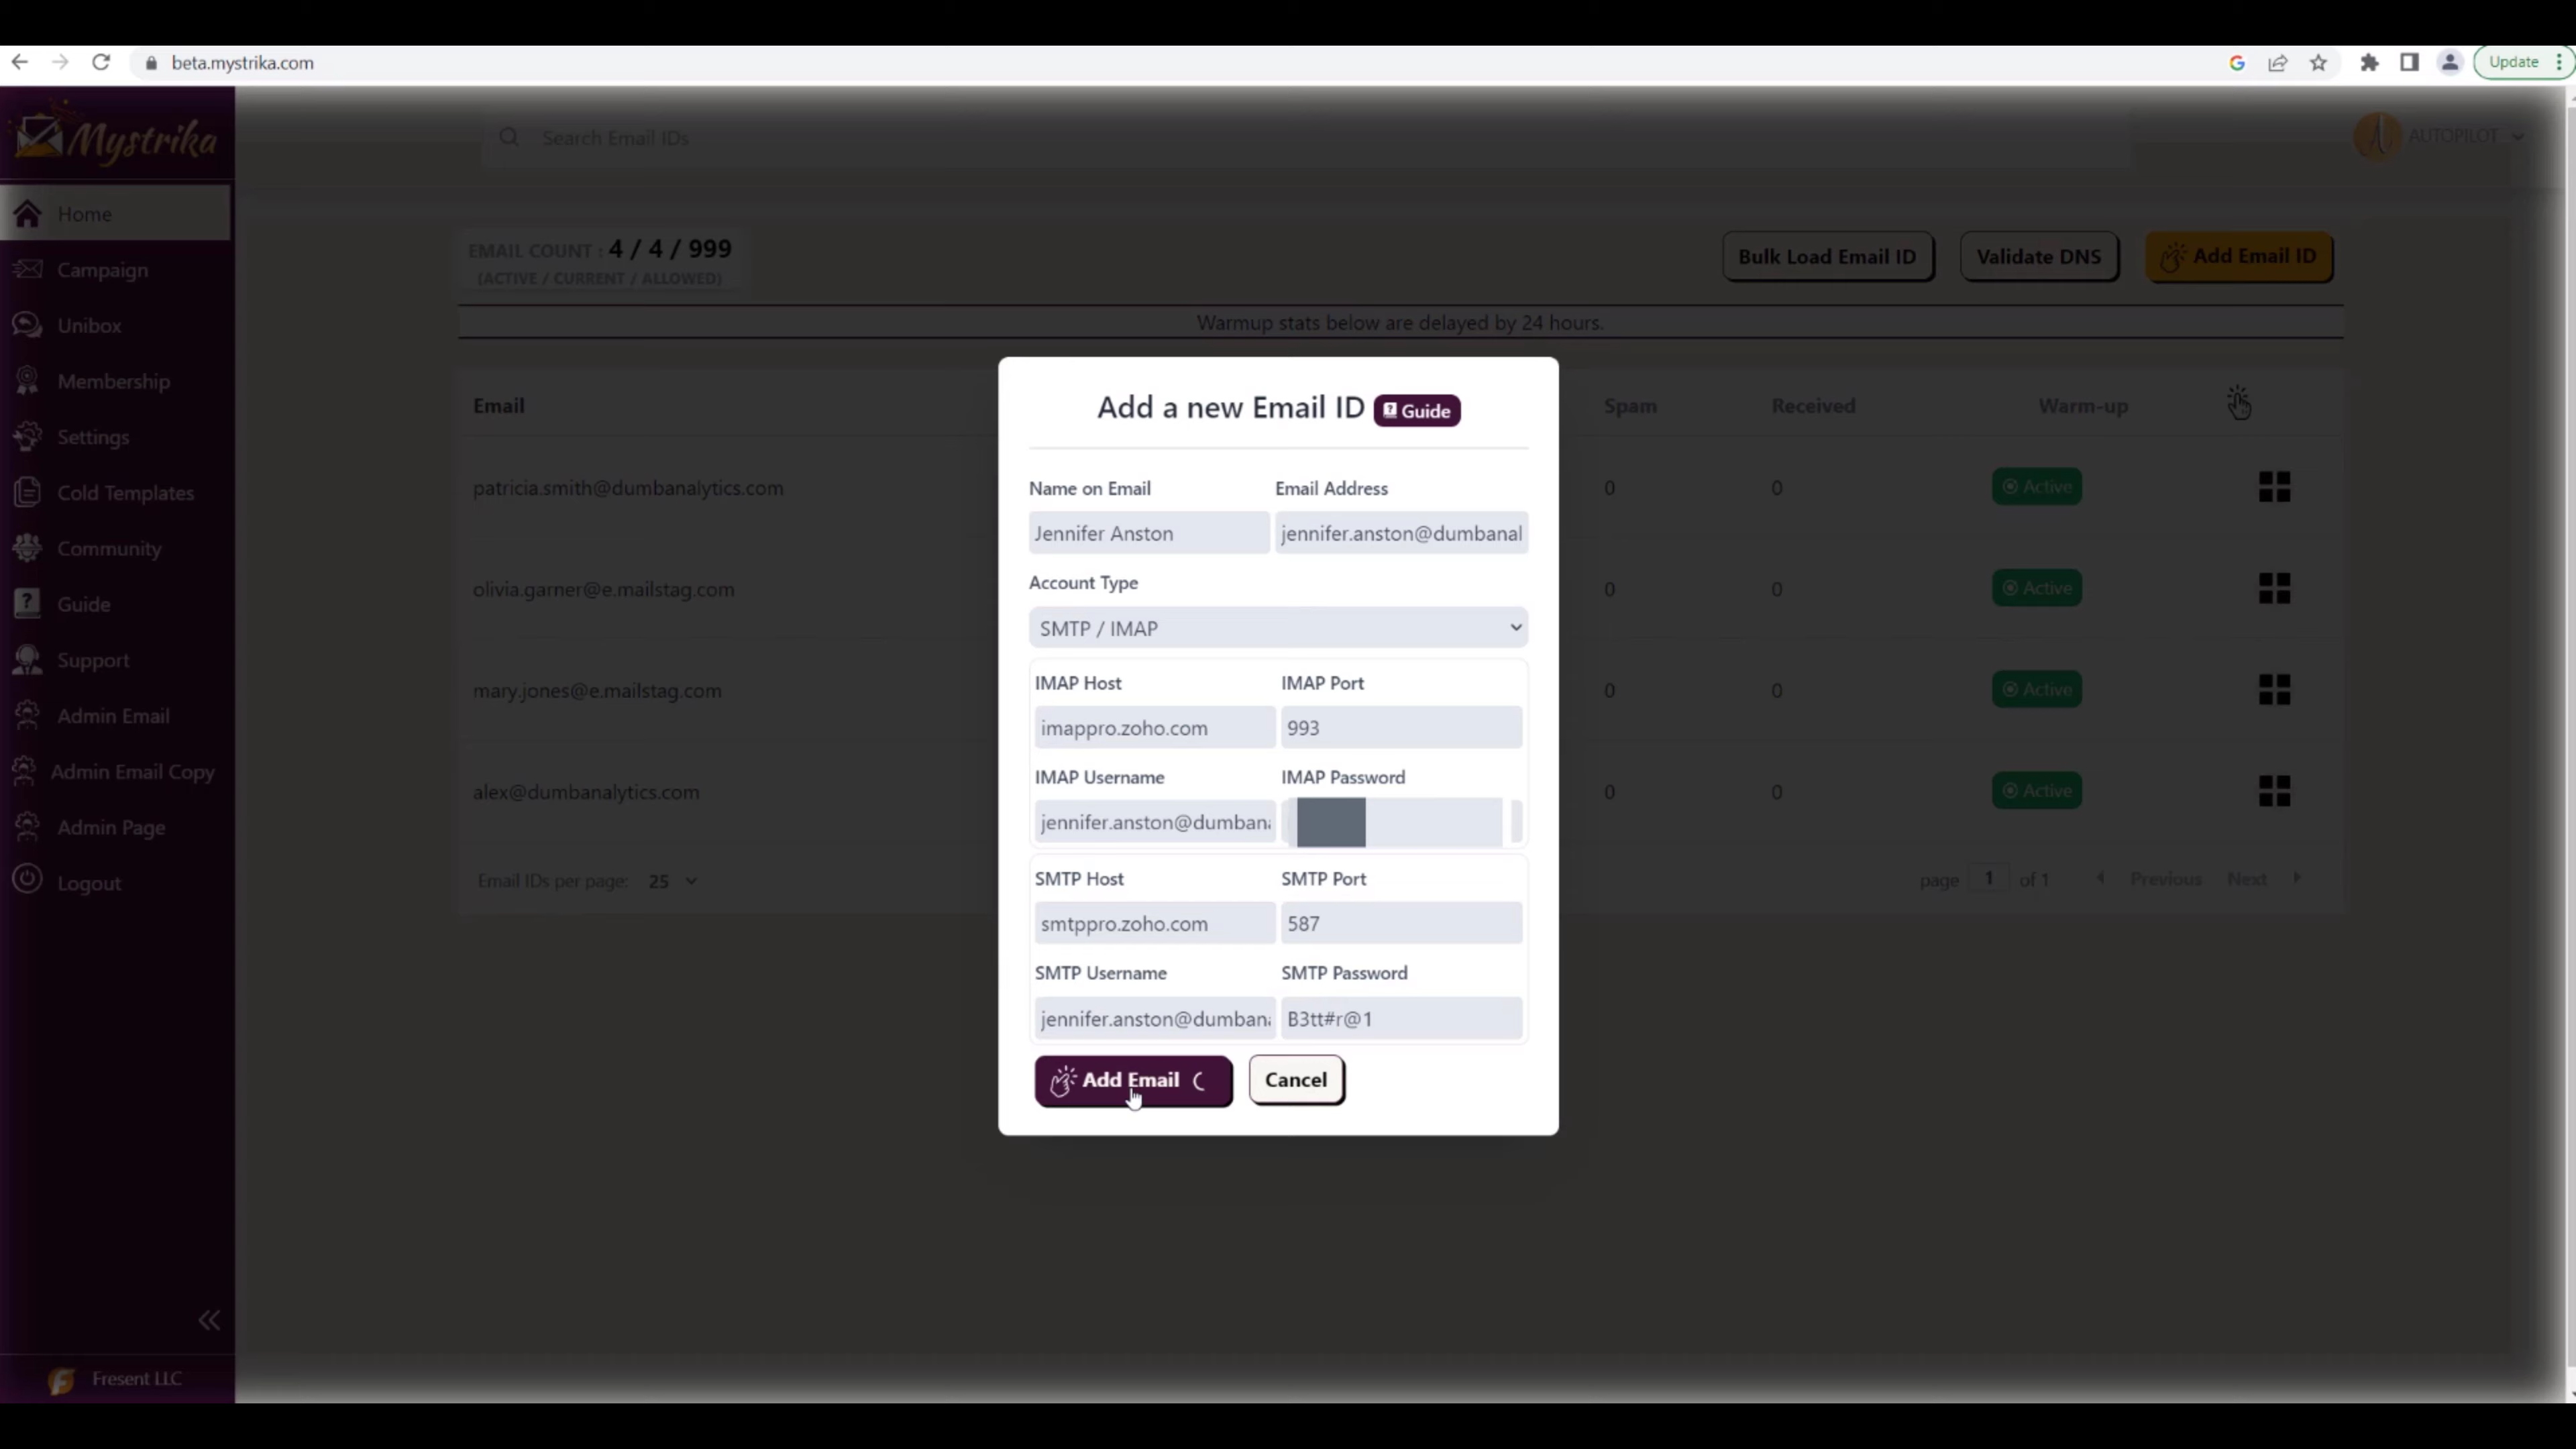 beta.mystrika.com
Update
Mystrika
Search Email IDs
AUTOPILOT
Home
Campaign
Unibox
Membership
Settings
Cold Templates
Community
Guide
Support
Admin Email
Admin Email Copy
Admin Page
Logout
Fresent LLC
EMAIL COUNT : 4 / 4 / 999
(ACTIVE / CURRENT / ALLOWED)
Bulk Load Email ID
Validate DNS
Add Email ID
Warmup stats below are delayed by 24 hours.
Email Spam Received Warm-up
patricia.smith@dumbanalytics.com 0 0 Active
olivia.garner@e.mailstag.com 0 0 Active
mary.jones@e.mailstag.com 0 0 Active
alex@dumbanalytics.com 0 0 Active
Email IDs per page: 25
page 1 of 1 Previous Next
Add a new Email ID Guide
Name on Email Email Address
Jennifer Anston jennifer.anston@dumbanal
Account Type
SMTP / IMAP
IMAP Host IMAP Port
imappro.zoho.com 993
IMAP Username IMAP Password
jennifer.anston@dumbana
SMTP Host SMTP Port
smtppro.zoho.com 587
SMTP Username SMTP Password
jennifer.anston@dumbana B3tt#r@1
Add Email Cancel